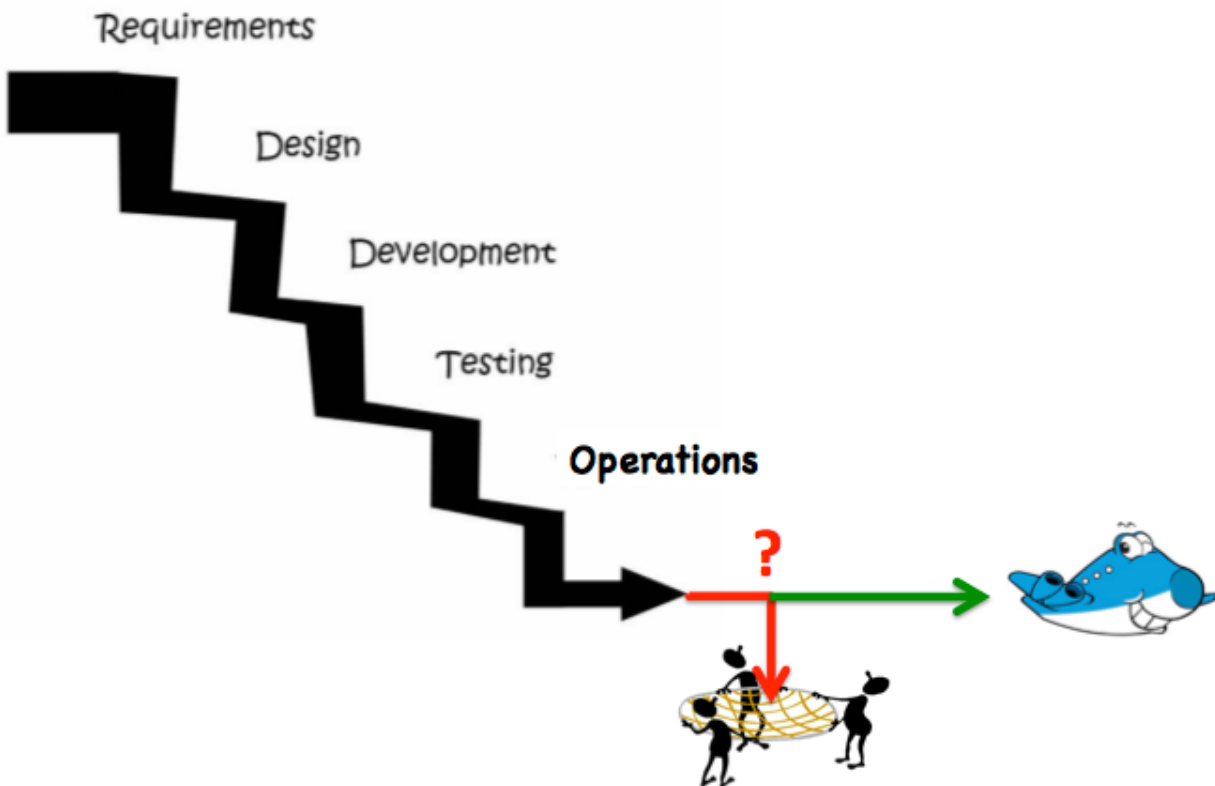 Requirements
Design
Development
Testing
Operations
?